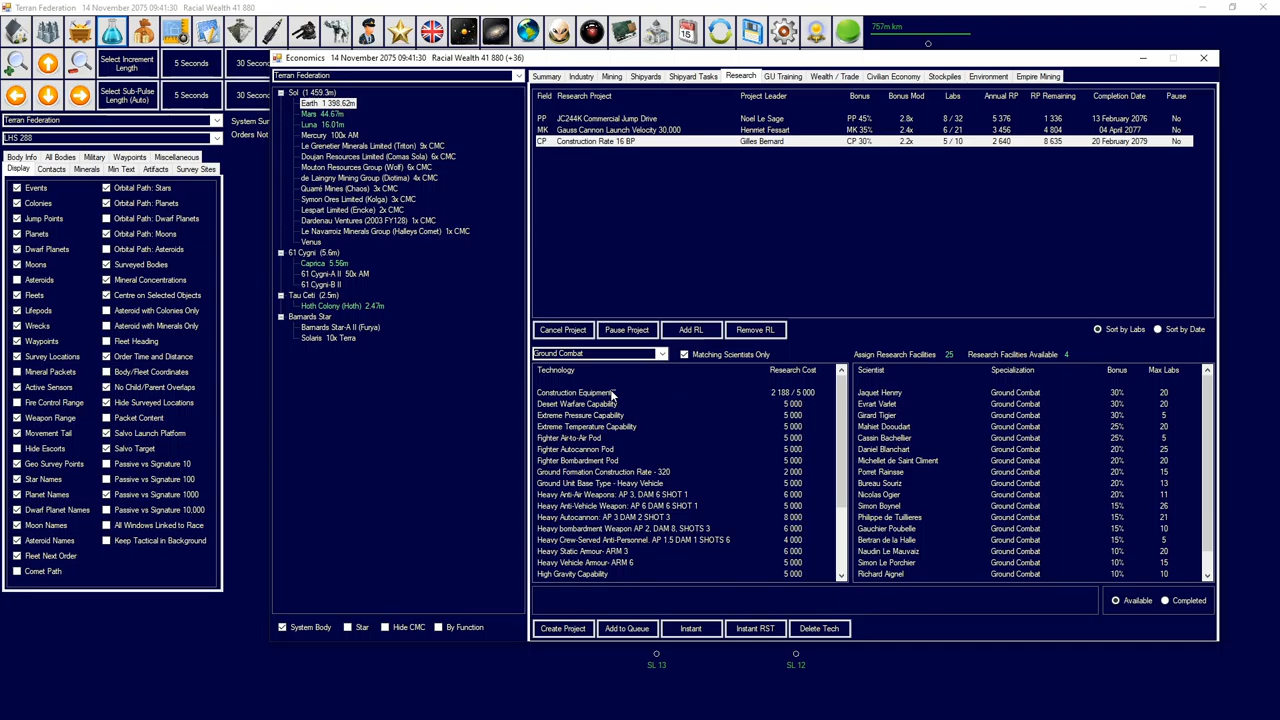 Terran Federation   14 November 2075 09:41:30   Racial Wealth 41 880
757m km
Select Increment Length
5 Seconds
30 Secon
Select Sub-Pulse Length (Auto)
5 Seconds
30 Secon
Terran Federation
System Sur
LHS 288
Orders Not
Body Info   All Bodies   Military   Waypoints   Miscellaneous
Display   Contacts   Minerals   Min Text   Artifacts   Survey Sites
Events   Orbital Path: Stars
Colonies   Orbital Path: Planets
Jump Points   Orbital Path: Dwarf Planets
Planets   Orbital Path: Moons
Dwarf Planets   Orbital Path: Asteroids
Moons   Surveyed Bodies
Asteroids   Mineral Concentrations
Fleets   Centre on Selected Objects
Lifepods   Asteroid with Colonies Only
Wrecks   Asteroid with Minerals Only
Waypoints   Fleet Heading
Survey Locations   Order Time and Distance
Mineral Packets   Body/Fleet Coordinates
Active Sensors   No Child/Parent Overlaps
Fire Control Range   Hide Surveyed Locations
Weapon Range   Packet Content
Movement Tail   Salvo Launch Platform
Hide Escorts   Salvo Target
Geo Survey Points   Passive vs Signature 10
Star Names   Passive vs Signature 100
Planet Names   Passive vs Signature 1000
Dwarf Planet Names   Passive vs Signature 10,000
Moon Names   All Windows Linked to Race
Asteroid Names   Keep Tactical in Background
Fleet Next Order
Comet Path
Economics   14 November 2075 09:41:30   Racial Wealth 41 880 (+36)
Terran Federation
Sol (1 459.3m)
Earth  1 398.62m
Mars  44.67m
Luna  16.01m
Mercury  100x AM
Le Grenetier Minerals Limited (Triton)  9x CMC
Doujan Resources Limited (Comas Sola)  6x CMC
Mouton Resources Group (Wolf)  6x CMC
de Laingny Mining Group (Diotima)  4x CMC
Quarré Mines (Chaos)  3x CMC
Symon Ores Limited (Kolga)  3x CMC
Lespart Limited (Encke)  2x CMC
Dardenau Ventures (2003 FY128)  1x CMC
Le Navarroiz Minerals Group (Halleys Comet)  1x CMC
Venus
61 Cygni (5.6m)
Caprica  5.56m
61 Cygni-A II  50x AM
61 Cygni-B II
Tau Ceti (2.5m)
Hoth Colony (Hoth)  2.47m
Barnards Star
Barnards Star-A II (Furya)
Solaris  10x Terra
System Body   Star   Hide CMC   By Function
Summary   Industry   Mining   Shipyards   Shipyard Tasks   Research   GU Training   Wealth / Trade   Civilian Economy   Stockpiles   Environment   Empire Mining
Field   Research Project   Project Leader   Bonus   Bonus Mod   Labs   Annual RP   RP Remaining   Completion Date   Pause
PP   JC244K Commercial Jump Drive   Noel Le Sage   PP 45%   2.8x   8 / 32   5 376   1 336   13 February 2076   No
MK   Gauss Cannon Launch Velocity 30,000   Henriet Fessart   MK 35%   2.4x   6 / 21   3 456   4 804   04 April 2077   No
CP   Construction Rate 16 BP   Gilles Bernard   CP 30%   2.2x   5 / 10   2 640   8 635   20 February 2079   No
Cancel Project   Pause Project   Add RL   Remove RL   Sort by Labs   Sort by Date
Ground Combat   Matching Scientists Only   Assign Research Facilities   25   Research Facilities Available   4
Technology   Research Cost   Scientist   Specialization   Bonus   Max Labs
Construction Equipment   2 188 / 5 000   Jaquet Henry   Ground Combat   30%   20
Desert Warfare Capability   5 000   Evrart Varlet   Ground Combat   30%   20
Extreme Pressure Capability   5 000   Girard Tigier   Ground Combat   30%   5
Extreme Temperature Capability   5 000   Mahiet Dooudart   Ground Combat   25%   20
Fighter Air-to-Air Pod   5 000   Cassin Bachellier   Ground Combat   25%   5
Fighter Autocannon Pod   5 000   Daniel Blanchart   Ground Combat   20%   25
Fighter Bombardment Pod   5 000   Michellet de Saint Climent   Ground Combat   20%   20
Ground Formation Construction Rate - 320   2 000   Porret Rainsse   Ground Combat   20%   15
Ground Unit Base Type - Heavy Vehicle   5 000   Bureau Souriz   Ground Combat   20%   13
Heavy Anti-Air Weapons: AP 3, DAM 6 SHOT 1   6 000   Nicolas Ogier   Ground Combat   20%   11
Heavy Anti-Vehicle Weapon: AP 6 DAM 6 SHOT 1   6 000   Simon Boynel   Ground Combat   15%   26
Heavy Autocannon: AP 3 DAM 2 SHOT 3   8 000   Philippe de Tuillieres   Ground Combat   15%   21
Heavy bombardment Weapon AP 2, DAM 8, SHOTS 3   6 000   Gauchier Poubelle   Ground Combat   15%   10
Heavy Crew-Served Anti-Personnel. AP 1.5 DAM 1 SHOTS 6   4 000   Bertran de la Halle   Ground Combat   15%   5
Heavy Static Armour- ARM 3   6 000   Naudin Le Mauvaiz   Ground Combat   10%   20
Heavy Vehicle Armour- ARM 6   5 000   Simon Le Porchier   Ground Combat   10%   15
High Gravity Capability   5 000   Richard Aignel   Ground Combat   10%   10
Available   Completed
Create Project   Add to Queue   Instant   Instant RST   Delete Tech
SL 13   SL 12